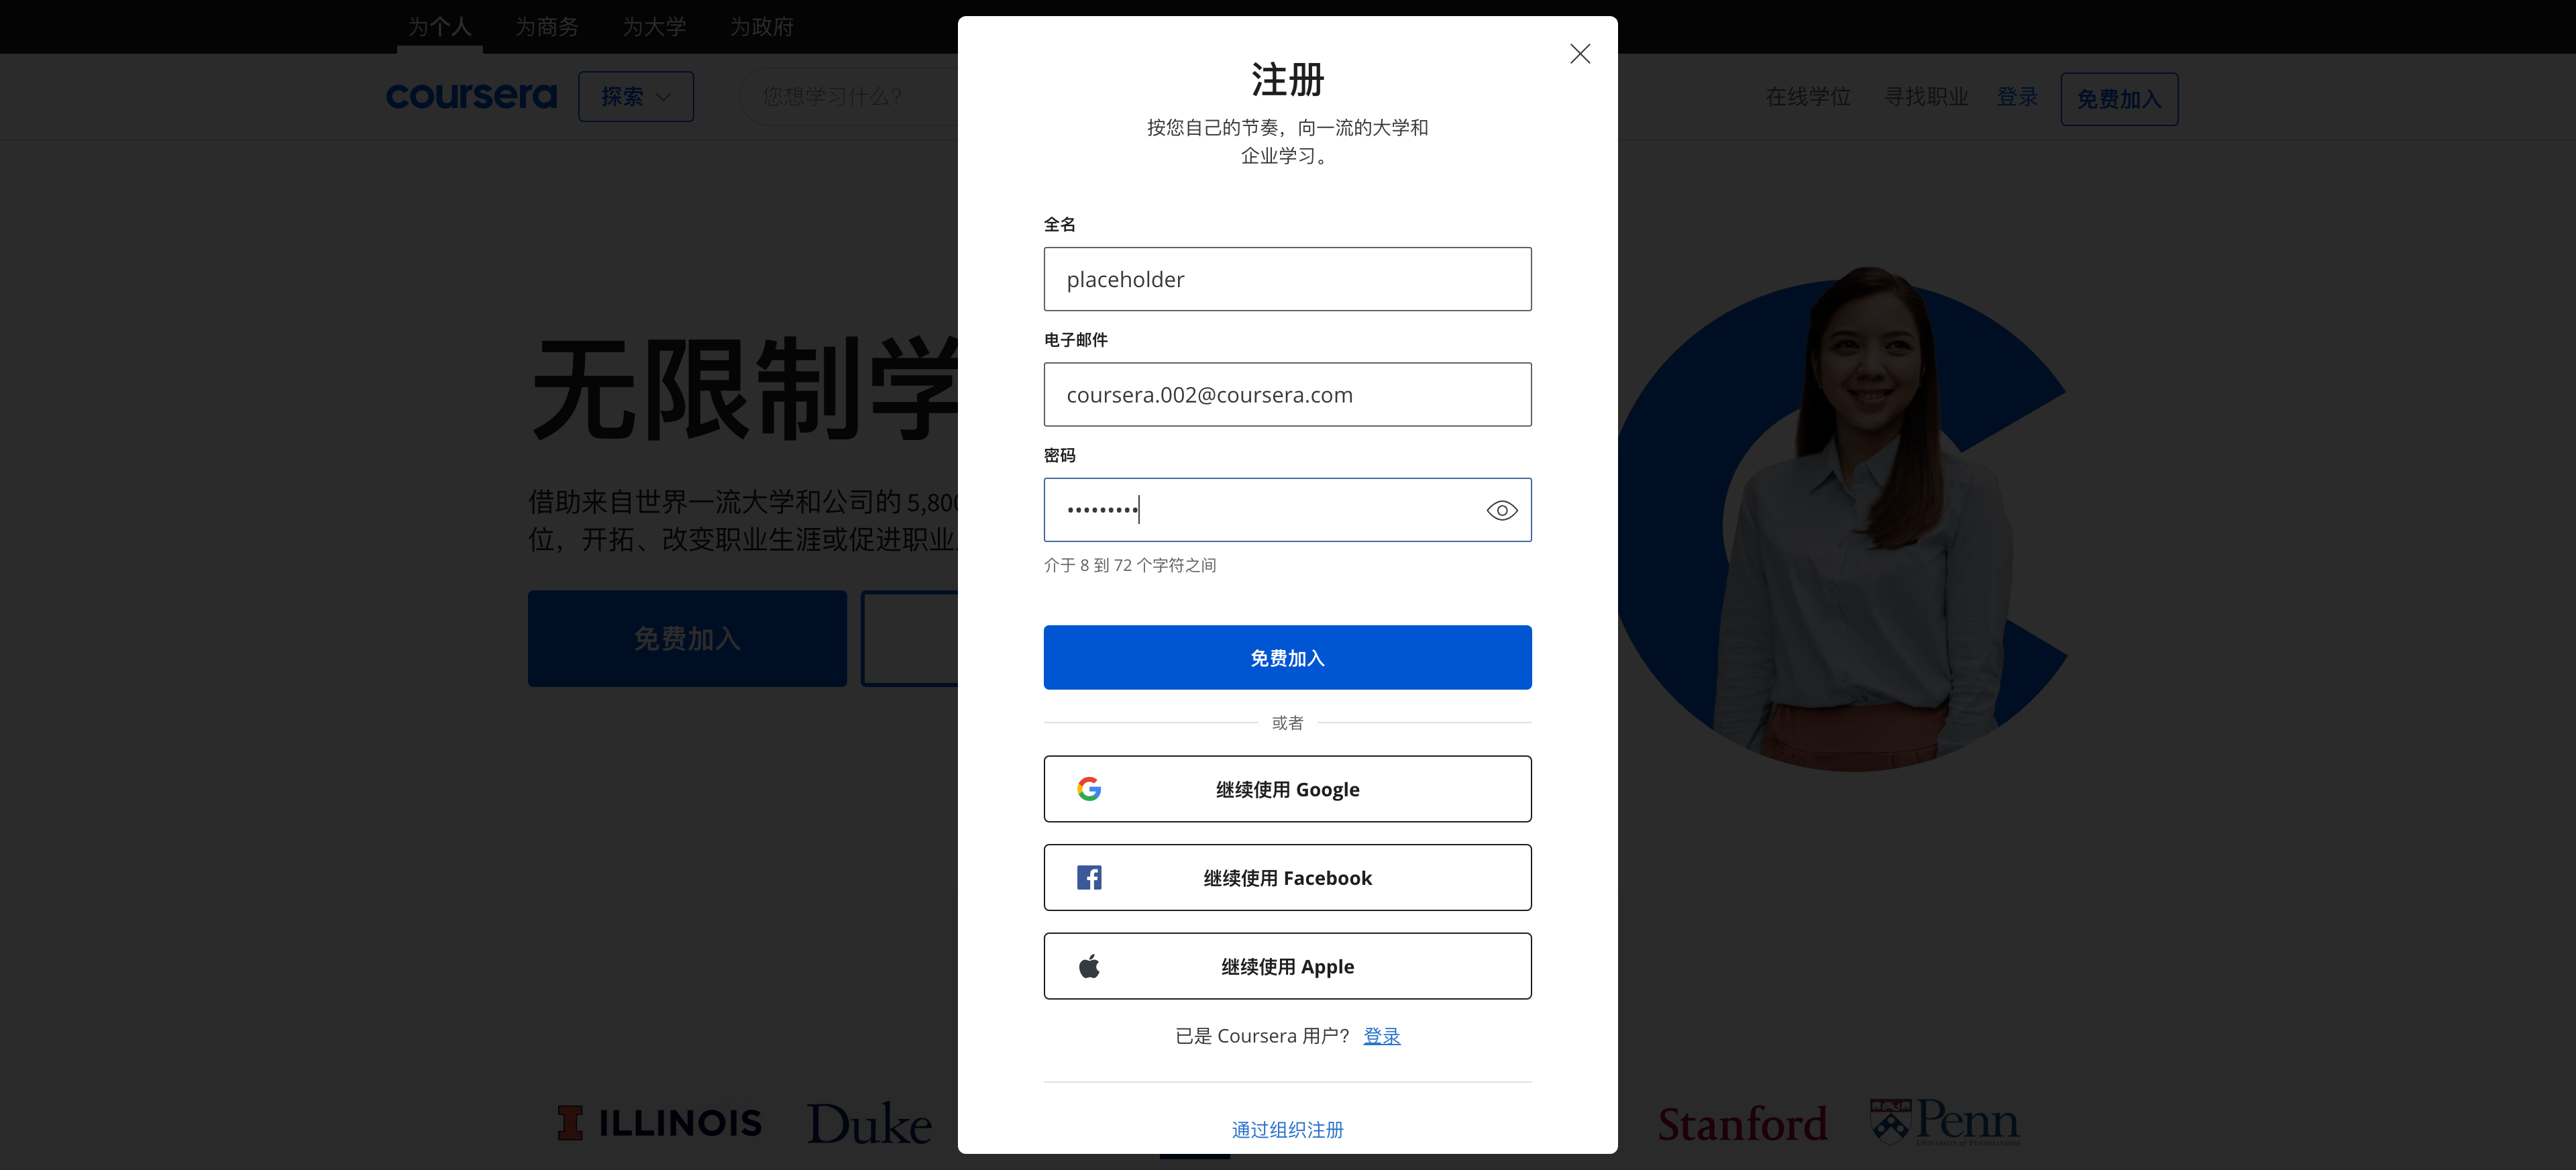 为个人 为商务 为大学 为政府
coursera 探索 您想学习什么? 在线学位 寻找职业 登录 免费加入
无限制学
借助来自世界一流大学和公司的 5,80
位，开拓、改变职业生涯或促进职业
免费加入
注册
按您自己的节奏，向一流的大学和
企业学习。
全名
placeholder
电子邮件
coursera.002@coursera.com
密码
•••••••••
介于 8 到 72 个字符之间
免费加入
或者
继续使用 Google
继续使用 Facebook
继续使用 Apple
已是 Coursera 用户? 登录
通过组织注册
I ILLINOIS Duke Stanford Penn
University of Pennsylvania